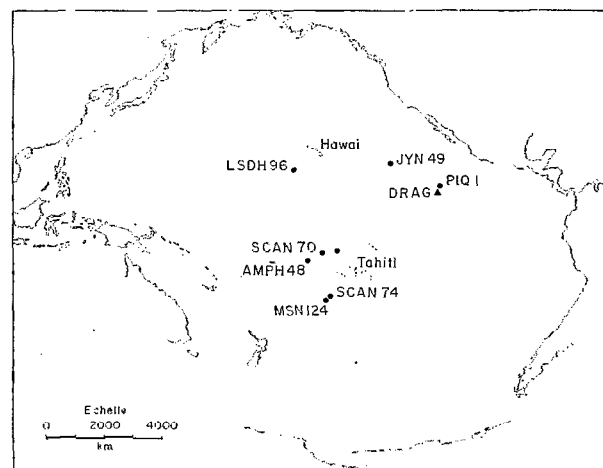 Hawai
LSDH 96
JYN 49
PIQ 1
DRAG
SCAN 70
AMPH 48
Tahiti
SCAN 74
MSN 124
Echelle
0 2000 4000
km